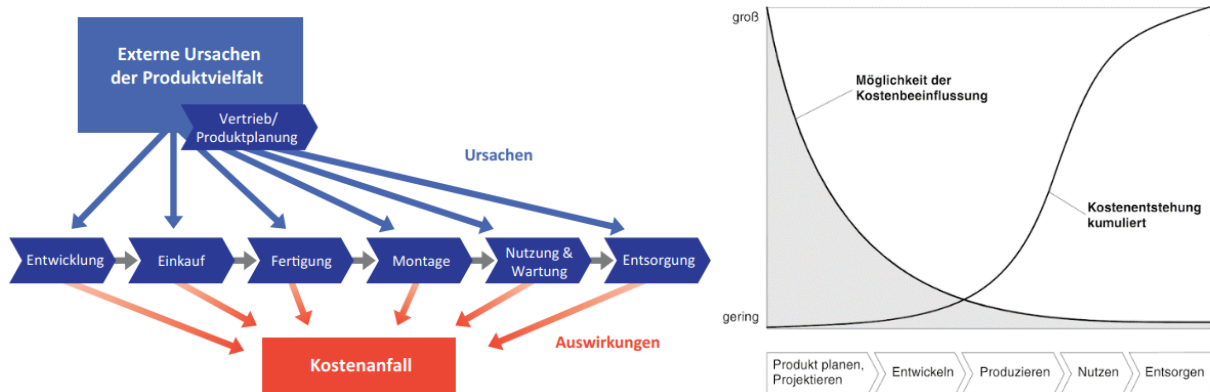 Externe Ursachen
der Produktvielfalt
Vertrieb/
Produktplanung
Ursachen
Entwicklung
Einkauf
Fertigung
Montage
Nutzung &
Wartung
Entsorgung
Auswirkungen
Kostenanfall
groß
Möglichkeit der
Kostenbeeinflussung
Kostenentstehung
kumuliert
gering
Produkt planen,
Projektieren
Entwickeln
Produzieren
Nutzen
Entsorgen